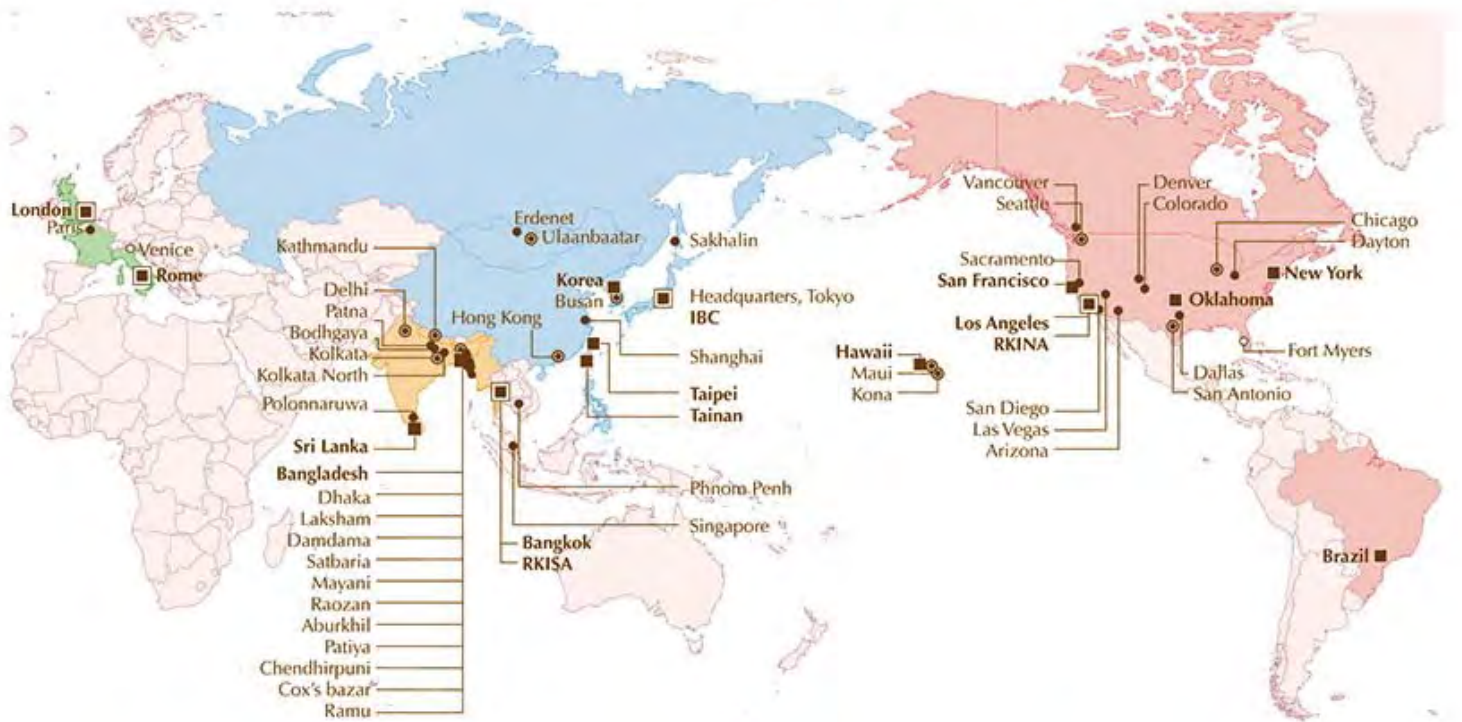 London
Paris
Venice
Rome
Kathmandu
Delhi
Patna
Bodhgaya
Kolkata
Kolkata North
Polonnaruwa
Sri Lanka
Bangladesh
Dhaka
Laksham
Damdama
Satbaria
Mayani
Raozan
Aburkhil
Patiya
Chendhirpuni
Cox's bazar
Ramu
Erdenet
Ulaanbaatar
Sakhalin
Korea
Busan
Headquarters, Tokyo
IBC
Hong Kong
Shanghai
Taipei
Tainan
Phnom Penh
Singapore
Bangkok
RKISA
Hawaii
Maui
Kona
Vancouver
Seattle
Denver
Colorado
Chicago
Dayton
Sacramento
San Francisco
New York
Oklahoma
Los Angeles
RKINA
Fort Myers
Dallas
San Antonio
San Diego
Las Vegas
Arizona
Brazil